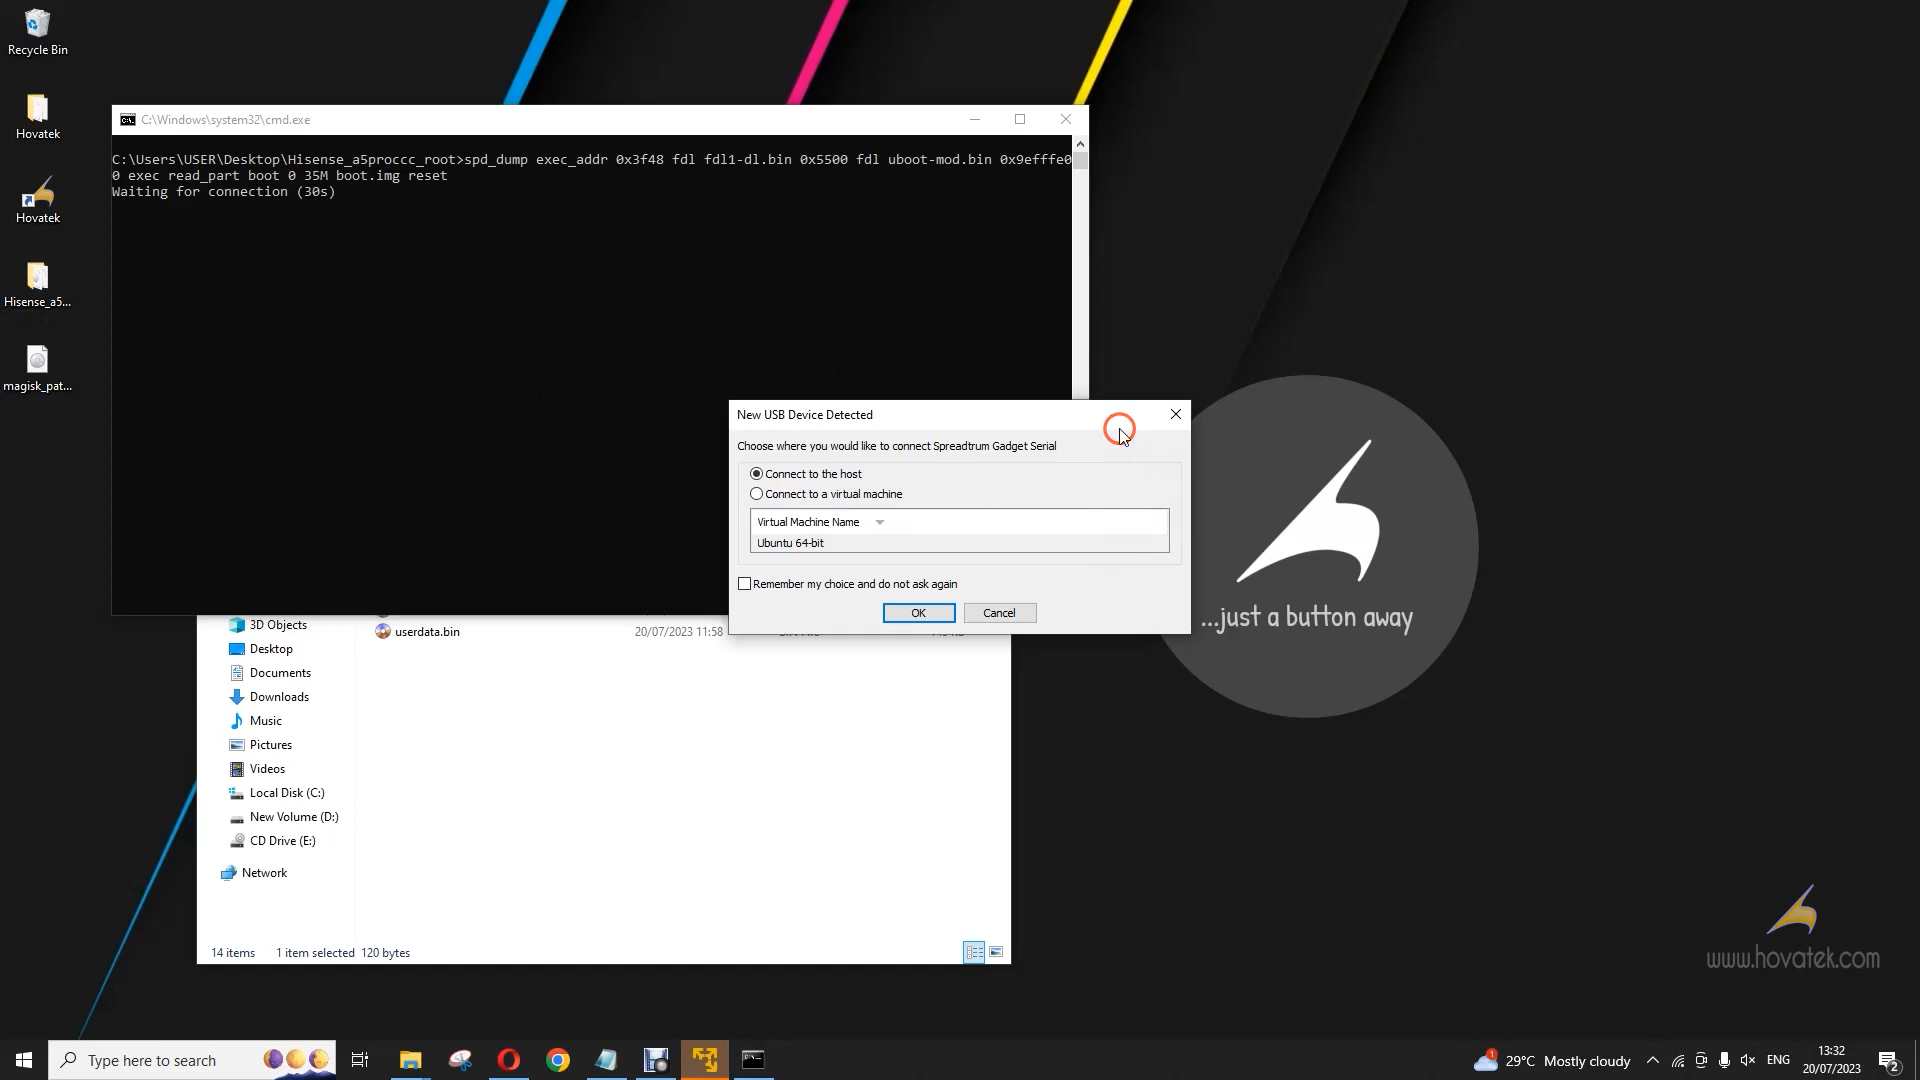 Recycle Bin
Hovatek
Hovatek
Hisense_a5...
magisk_pat...
C:\Windows\system32\cmd.exe
C:\Users\USER\Desktop\Hisense_a5proccc_root>spd_dump exec_addr 0x3f48 fdl fdl1-dl.bin 0x5500 fdl uboot-mod.bin 0x9efffe0
0 exec read_part boot 0 35M boot.img reset
Waiting for connection (30s)
New USB Device Detected
Choose where you would like to connect Spreadtrum Gadget Serial
Connect to the host
Connect to a virtual machine
Virtual Machine Name
Ubuntu 64-bit
Remember my choice and do not ask again
OK
Cancel
3D Objects
userdata.bin
20/07/2023 11:58
Desktop
Documents
Downloads
Music
Pictures
Videos
Local Disk (C:)
New Volume (D:)
CD Drive (E:)
Network
14 items
1 item selected
120 bytes
...just a button away
www.hovatek.com
Type here to search
1
29°C
Mostly cloudy
ENG
13:32
20/07/2023
2